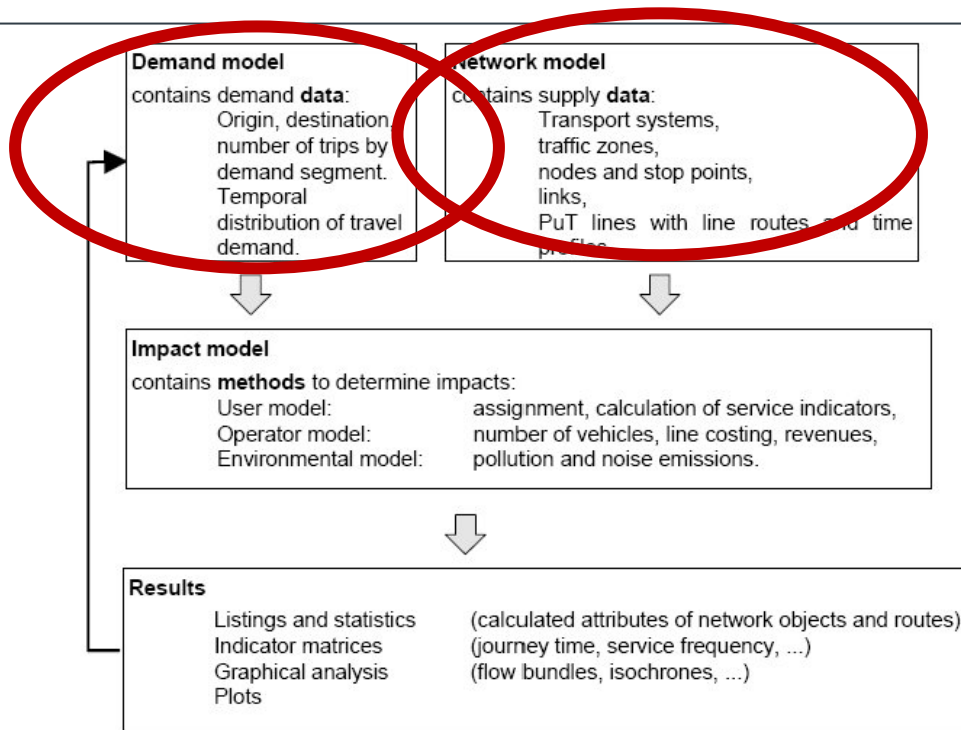 Demand model
contains demand data:
Origin, destination,
number of trips by
demand segment.
Temporal
distribution of travel
demand.
Network model
contains supply data:
Transport systems,
traffic zones,
nodes and stop points,
links,
PuT lines with line routes and time
profiles
Impact model
contains methods to determine impacts:
User model: assignment, calculation of service indicators,
Operator model: number of vehicles, line costing, revenues,
Environmental model: pollution and noise emissions.
Results
Listings and statistics (calculated attributes of network objects and routes)
Indicator matrices (journey time, service frequency, ...)
Graphical analysis (flow bundles, isochrones, ...)
Plots